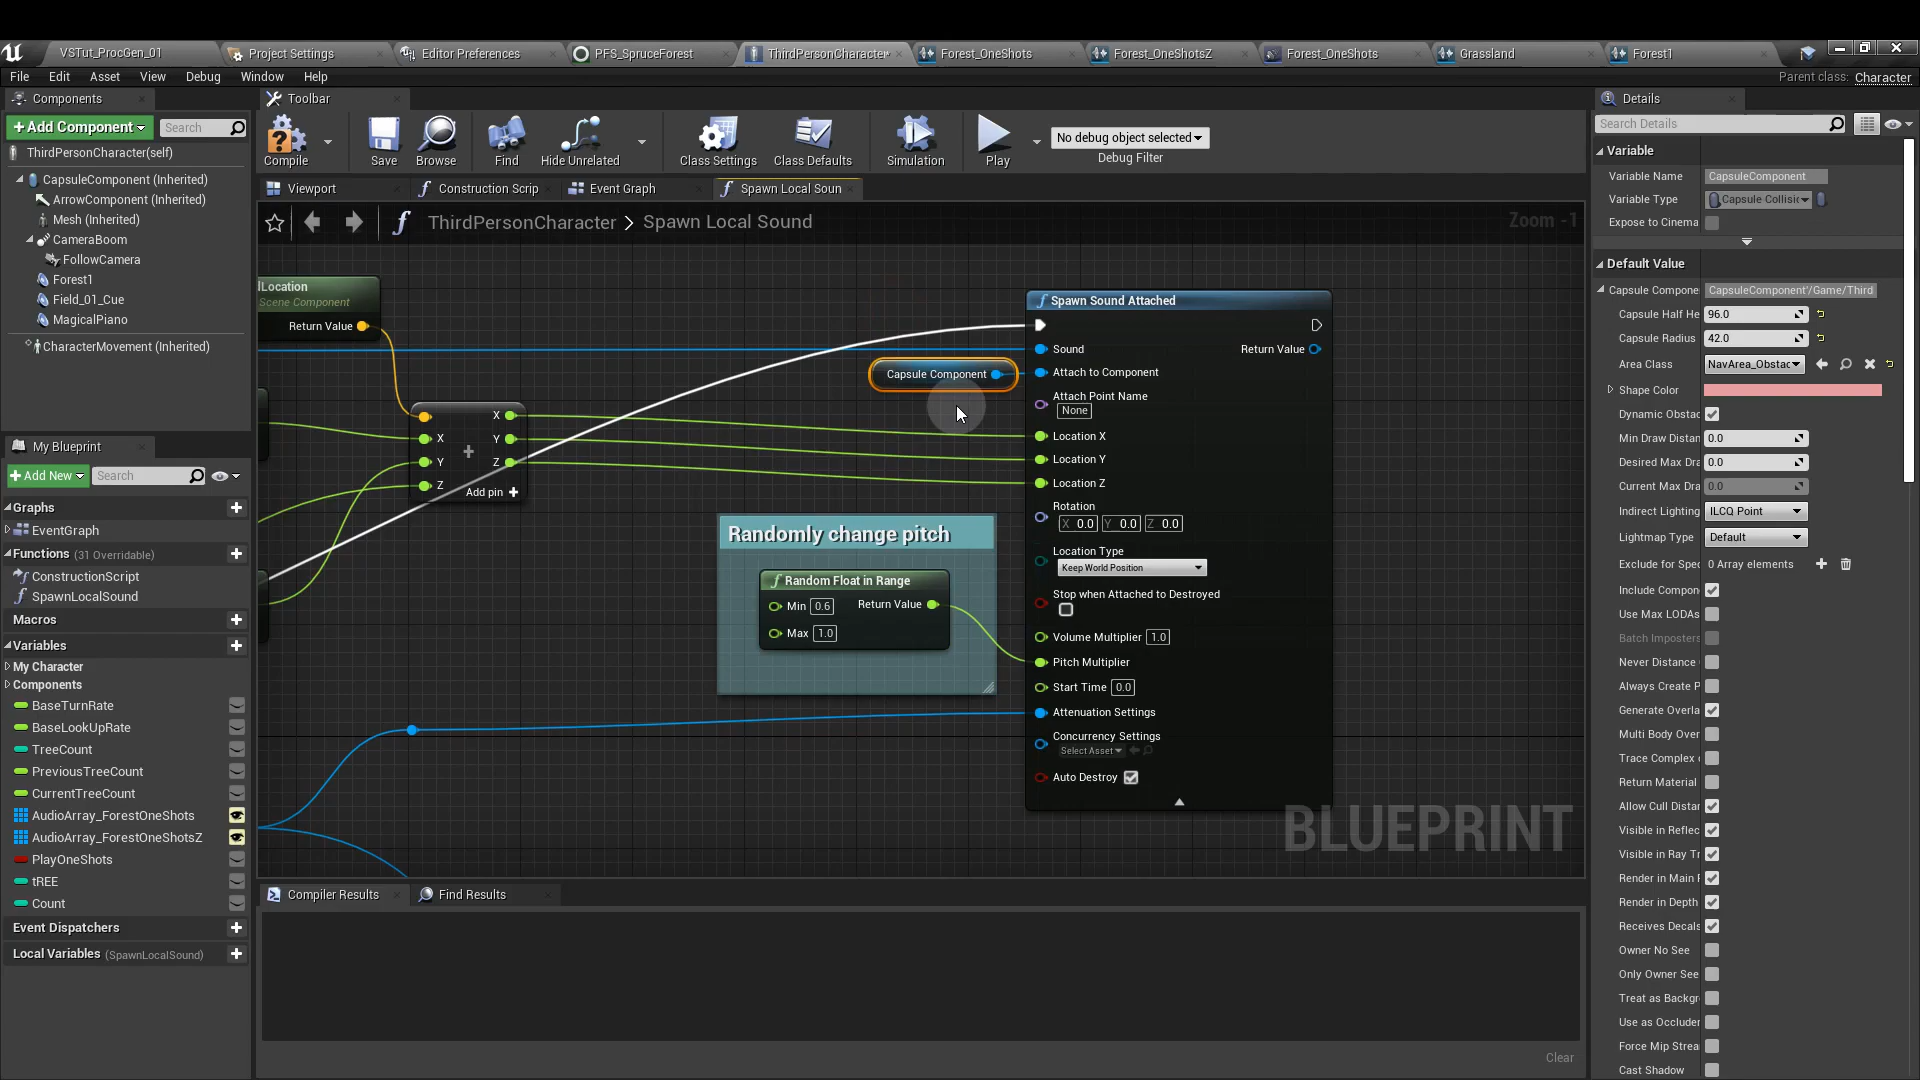 VSTut_ProcGen_01
Project Settings
Editor Preferences
PFS_SpruceForest
ThirdPersonCharacter*
Forest_OneShots
Forest_OneShotsZ
Forest_OneShots
Grassland
Forest1
File Edit Asset View Debug Window Help
Parent class: Character
Components
+Add Component
Search
ThirdPersonCharacter(self)
CapsuleComponent (Inherited)
ArrowComponent (Inherited)
Mesh (Inherited)
CameraBoom
FollowCamera
Forest1
Field_01_Cue
MagicalPiano
CharacterMovement (Inherited)
My Blueprint
+Add New
Search
Graphs
EventGraph
Functions (31 Overridable)
ConstructionScript
SpawnLocalSound
Macros
Variables
My Character
Components
BaseTurnRate
BaseLookUpRate
TreeCount
PreviousTreeCount
CurrentTreeCount
AudioArray_ForestOneShots
AudioArray_ForestOneShotsZ
PlayOneShots
tREE
Count
Event Dispatchers
Local Variables (SpawnLocalSound)
Toolbar
Compile
Save
Browse
Find
Hide Unrelated
Class Settings
Class Defaults
Simulation
Play
No debug object selected
Debug Filter
Viewport
Construction Scrip
Event Graph
Spawn Local Soun
ThirdPersonCharacter > Spawn Local Sound
Zoom -1
lLocation
Scene Component
Return Value
X X
Y Y
Z Z
Add pin +
Capsule Component
Randomly change pitch
Random Float in Range
Min 0.6
Return Value
Max 1.0
Spawn Sound Attached
Sound
Return Value
Attach to Component
Attach Point Name
None
Location X
Location Y
Location Z
Rotation
X 0.0 Y 0.0 Z 0.0
Location Type
Keep World Position
Stop when Attached to Destroyed
Volume Multiplier 1.0
Pitch Multiplier
Start Time 0.0
Attenuation Settings
Concurrency Settings
Select Asset
Auto Destroy
BLUEPRINT
Compiler Results
Find Results
Clear
Details
Search Details
Variable
Variable Name CapsuleComponent
Variable Type Capsule Collisic
Expose to Cinema
Default Value
Capsule Compone CapsuleComponent'/Game/Third
Capsule Half He 96.0
Capsule Radius 42.0
Area Class NavArea_Obstac
Shape Color
Dynamic Obstac
Min Draw Distan 0.0
Desired Max Dra 0.0
Current Max Dra 0.0
Indirect Lighting ILCQ Point
Lightmap Type Default
Exclude for Spec 0 Array elements
Include Compone
Use Max LODAs
Batch Imposters
Never Distance
Always Create P
Generate Overla
Multi Body Over
Trace Complex
Return Material
Allow Cull Distar
Visible in Reflec
Visible in Ray Tr
Render in Main
Render in Depth
Receives Decals
Owner No See
Only Owner See
Treat as Backgr
Use as Occluder
Force Mip Strea
Cast Shadow